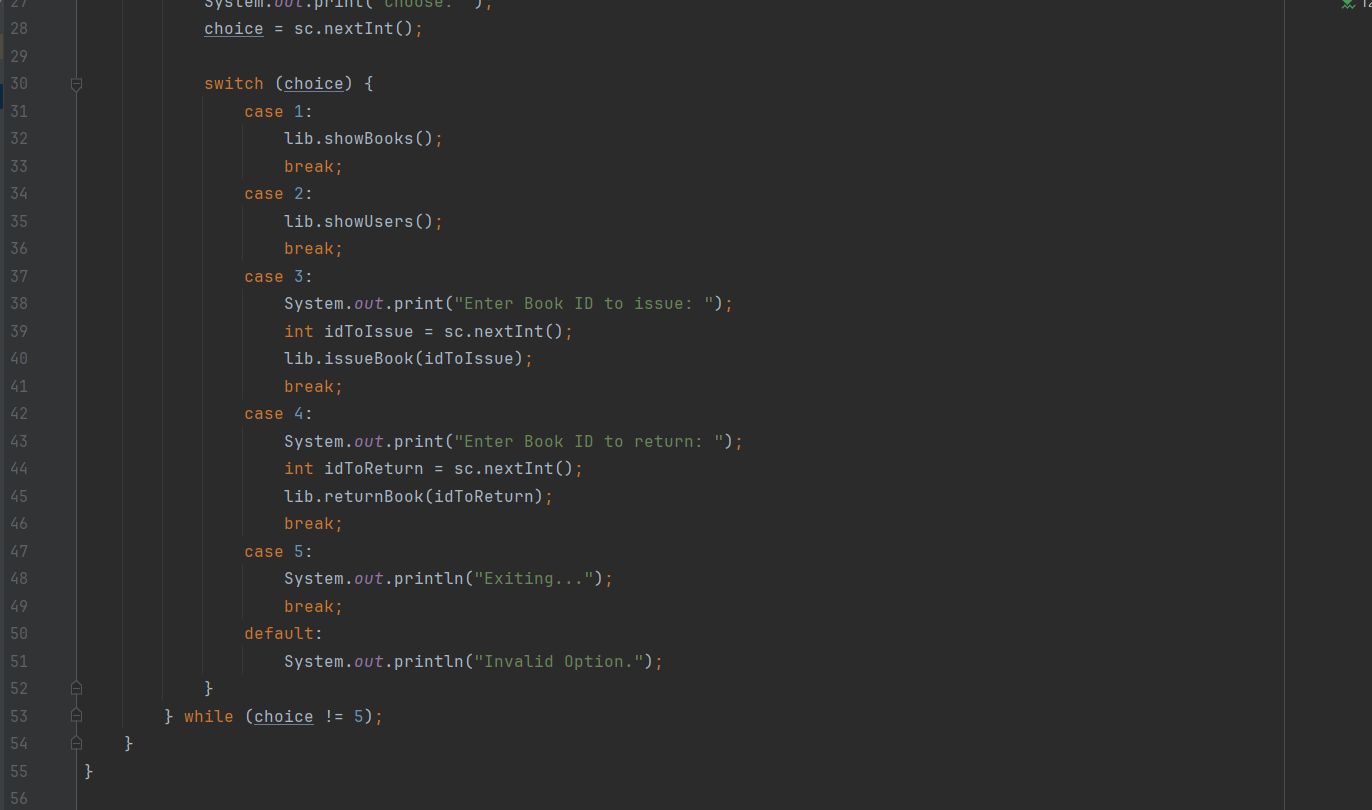 27 System.out.print("Choose: ");
28 choice = sc.nextInt();
29
30 switch (choice) {
31 case 1:
32 lib.showBooks();
33 break;
34 case 2:
35 lib.showUsers();
36 break;
37 case 3:
38 System.out.print("Enter Book ID to issue: ");
39 int idToIssue = sc.nextInt();
40 lib.issueBook(idToIssue);
41 break;
42 case 4:
43 System.out.print("Enter Book ID to return: ");
44 int idToReturn = sc.nextInt();
45 lib.returnBook(idToReturn);
46 break;
47 case 5:
48 System.out.println("Exiting...");
49 break;
50 default:
51 System.out.println("Invalid Option.");
52 }
53 } while (choice != 5);
54 }
55 }
56